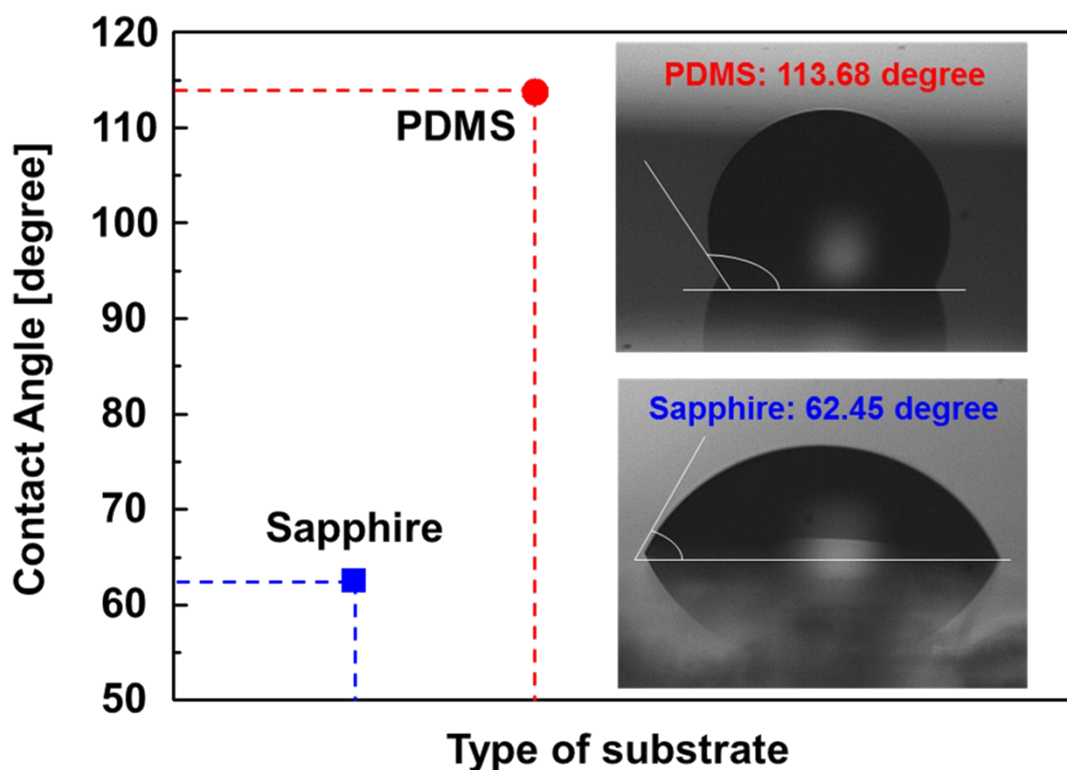 120
110
100
90
80
70
60
50
Contact Angle [degree]
Type of substrate
PDMS
Sapphire
PDMS: 113.68 degree
Sapphire: 62.45 degree